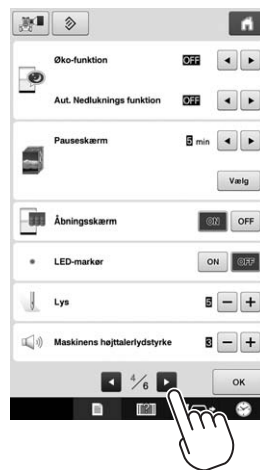 Øko-funktion OFF
Aut. Nedluknings funktion OFF
Pauseskærm 5 min
Vælg
Åbningsskærm ON OFF
LED-markør ON OFF
Lys 5 − +
Maskinens højttalerlydstyrke 3 − +
4/6 OK